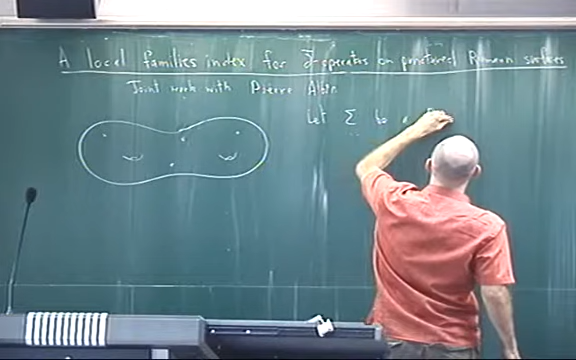 A local families index for ∂̄-operators on punctured Riemann surfaces
Joint work with Pierre Albin
Let Σ be a